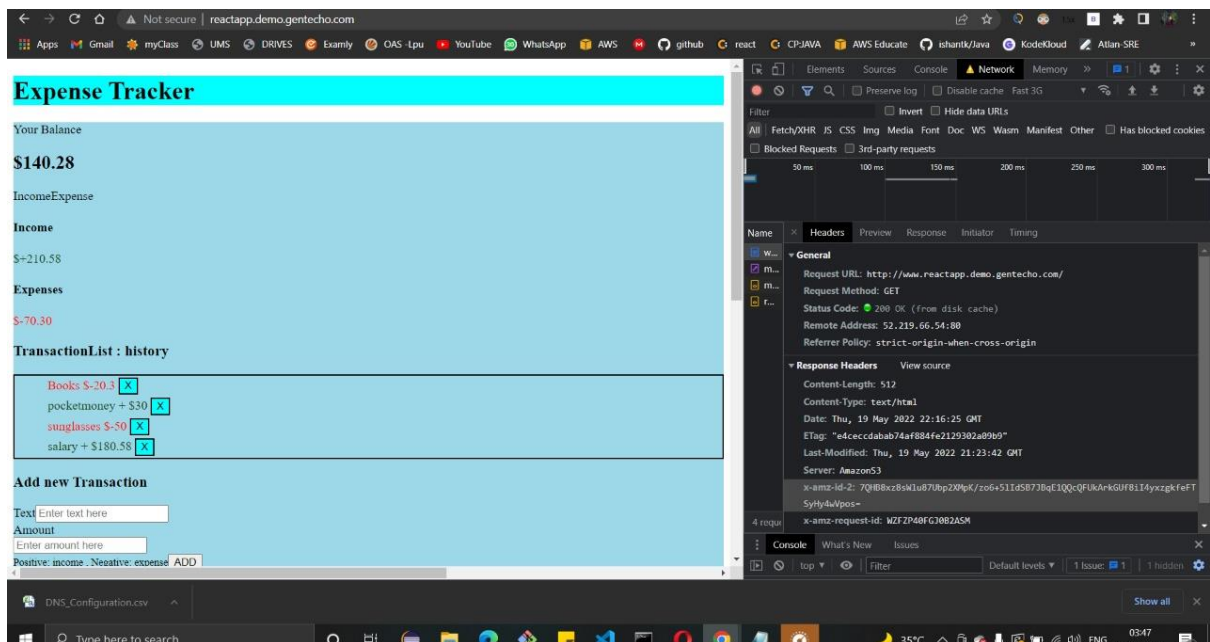 Not secure | reactapp.demo.gentecho.com
Apps Gmail myClass UMS DRIVES Examly OAS -Lpu YouTube WhatsApp AWS github react CP:JAVA AWS Educate ishantk/Java KodeKloud Atlan-SRE »
Expense Tracker
Your Balance
$140.28
IncomeExpense
Income
$+210.58
Expenses
$-70.30
TransactionList : history
Books $-20.3 X
pocketmoney + $30 X
sunglasses $-50 X
salary + $180.58 X
Add new Transaction
Text Enter text here
Amount
Enter amount here
Positive: income , Negative: expense ADD
Elements Sources Console Network Memory » 1
Preserve log Disable cache Fast 3G
Filter Invert Hide data URLs
All Fetch/XHR JS CSS Img Media Font Doc WS Wasm Manifest Other Has blocked cookies
Blocked Requests 3rd-party requests
50 ms 100 ms 150 ms 200 ms 250 ms 300 ms
Name × Headers Preview Response Initiator Timing
w...
m...
m...
r...
General
Request URL: http://www.reactapp.demo.gentecho.com/
Request Method: GET
Status Code: 200 OK (from disk cache)
Remote Address: 52.219.66.54:80
Referrer Policy: strict-origin-when-cross-origin
Response Headers View source
Content-Length: 512
Content-Type: text/html
Date: Thu, 19 May 2022 22:16:25 GMT
ETag: "e4ceccdabab74af884fe2129302a09b9"
Last-Modified: Thu, 19 May 2022 21:23:42 GMT
Server: AmazonS3
x-amz-id-2: 7QHB8xz8sWlu87Ubp2XMpK/zo6+51IdSB73BqE1QQcQFUkArkGUf8iI4yxzgkfeFT
SyHy4wVpos=
x-amz-request-id: WZFZP40FGJ0B2ASM
4 requ
Console What's New Issues ×
top Filter Default levels 1 Issue: 1 1 hidden
DNS_Configuration.csv
Show all ×
Type here to search
35°C ENG 03:47